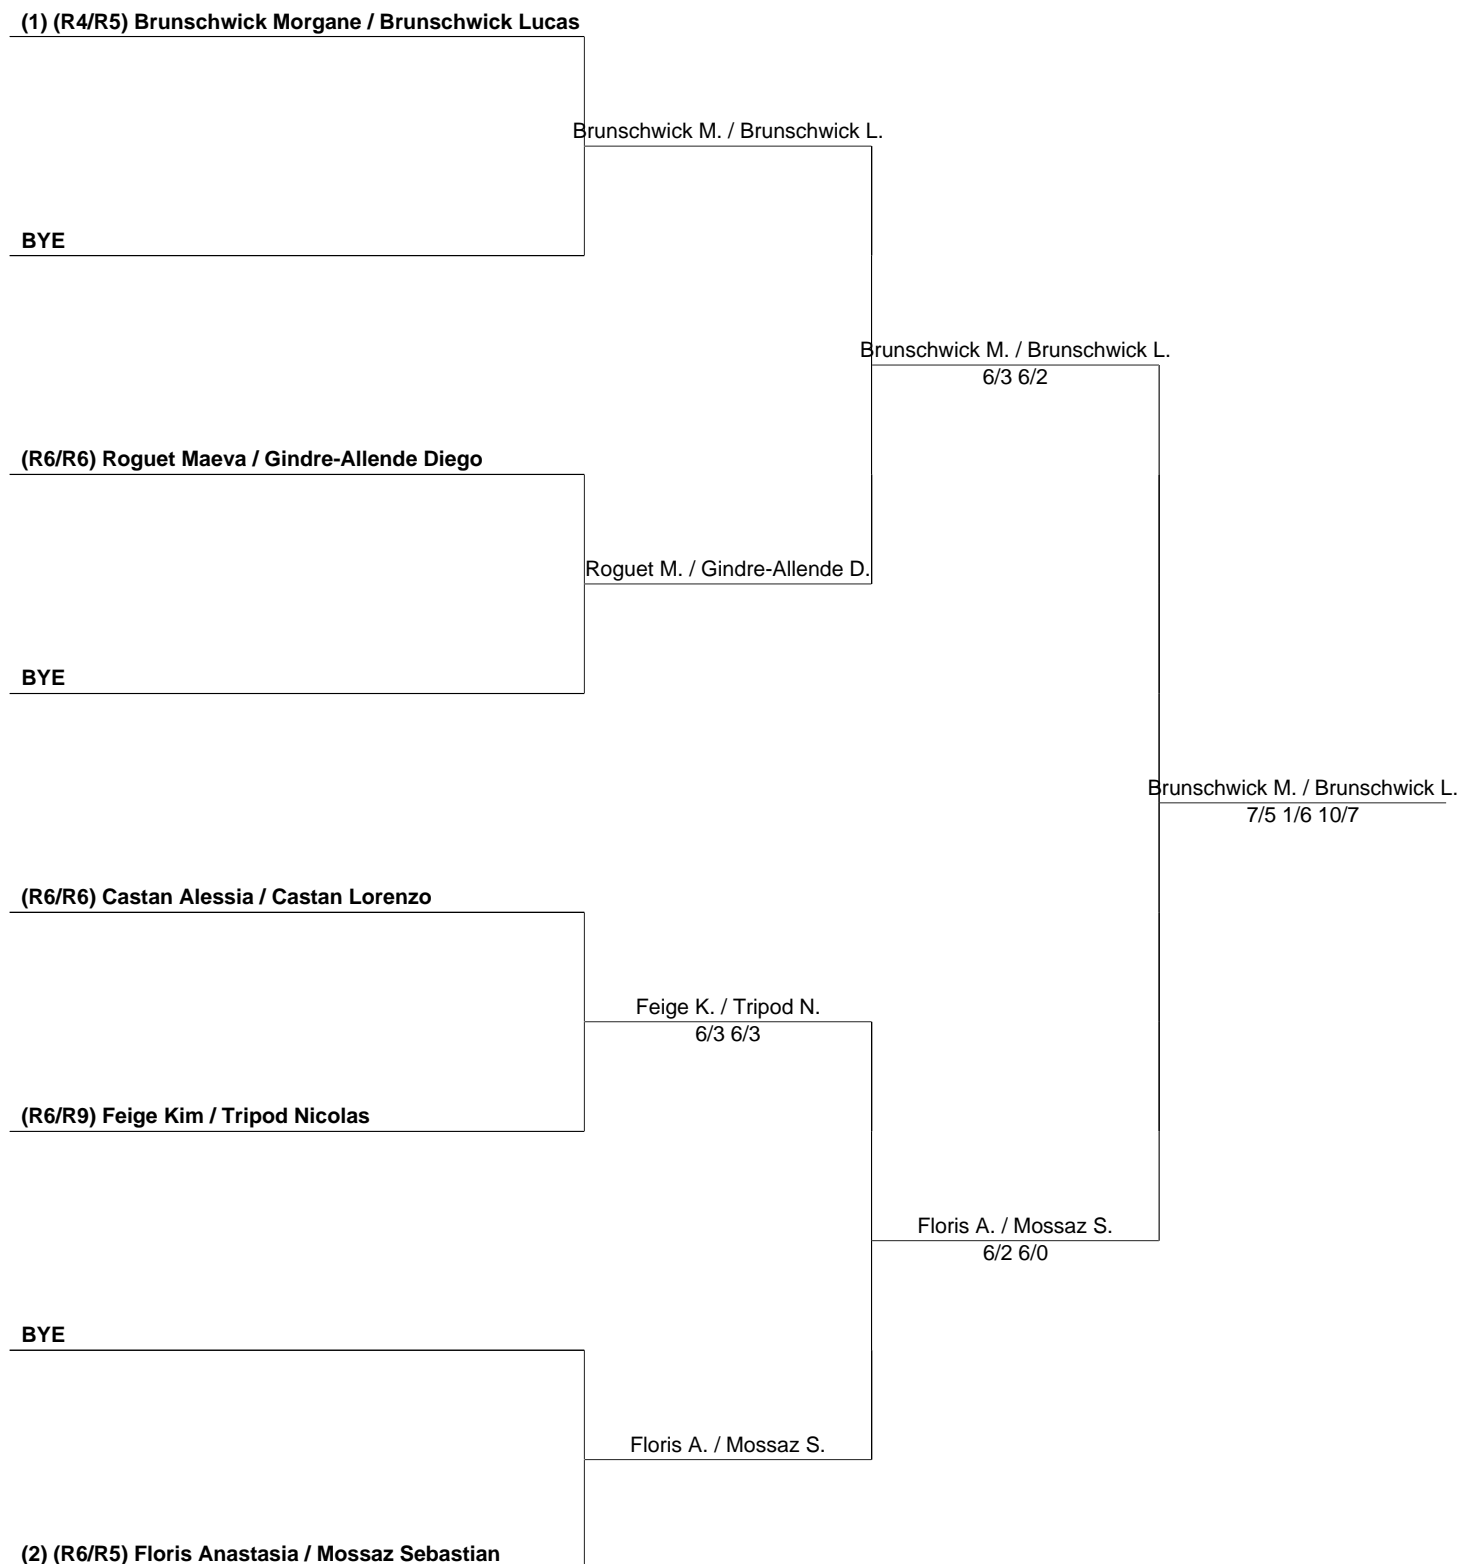 (1) (R4/R5) Brunschwick Morgane / Brunschwick Lucas
Brunschwick M. / Brunschwick L.
BYE
Brunschwick M. / Brunschwick L.
6/3 6/2
(R6/R6) Roguet Maeva / Gindre-Allende Diego
Roguet M. / Gindre-Allende D.
BYE
Brunschwick M. / Brunschwick L.
7/5 1/6 10/7
(R6/R6) Castan Alessia / Castan Lorenzo
Feige K. / Tripod N.
6/3 6/3
(R6/R9) Feige Kim / Tripod Nicolas
Floris A. / Mossaz S.
6/2 6/0
BYE
Floris A. / Mossaz S.
(2) (R6/R5) Floris Anastasia / Mossaz Sebastian